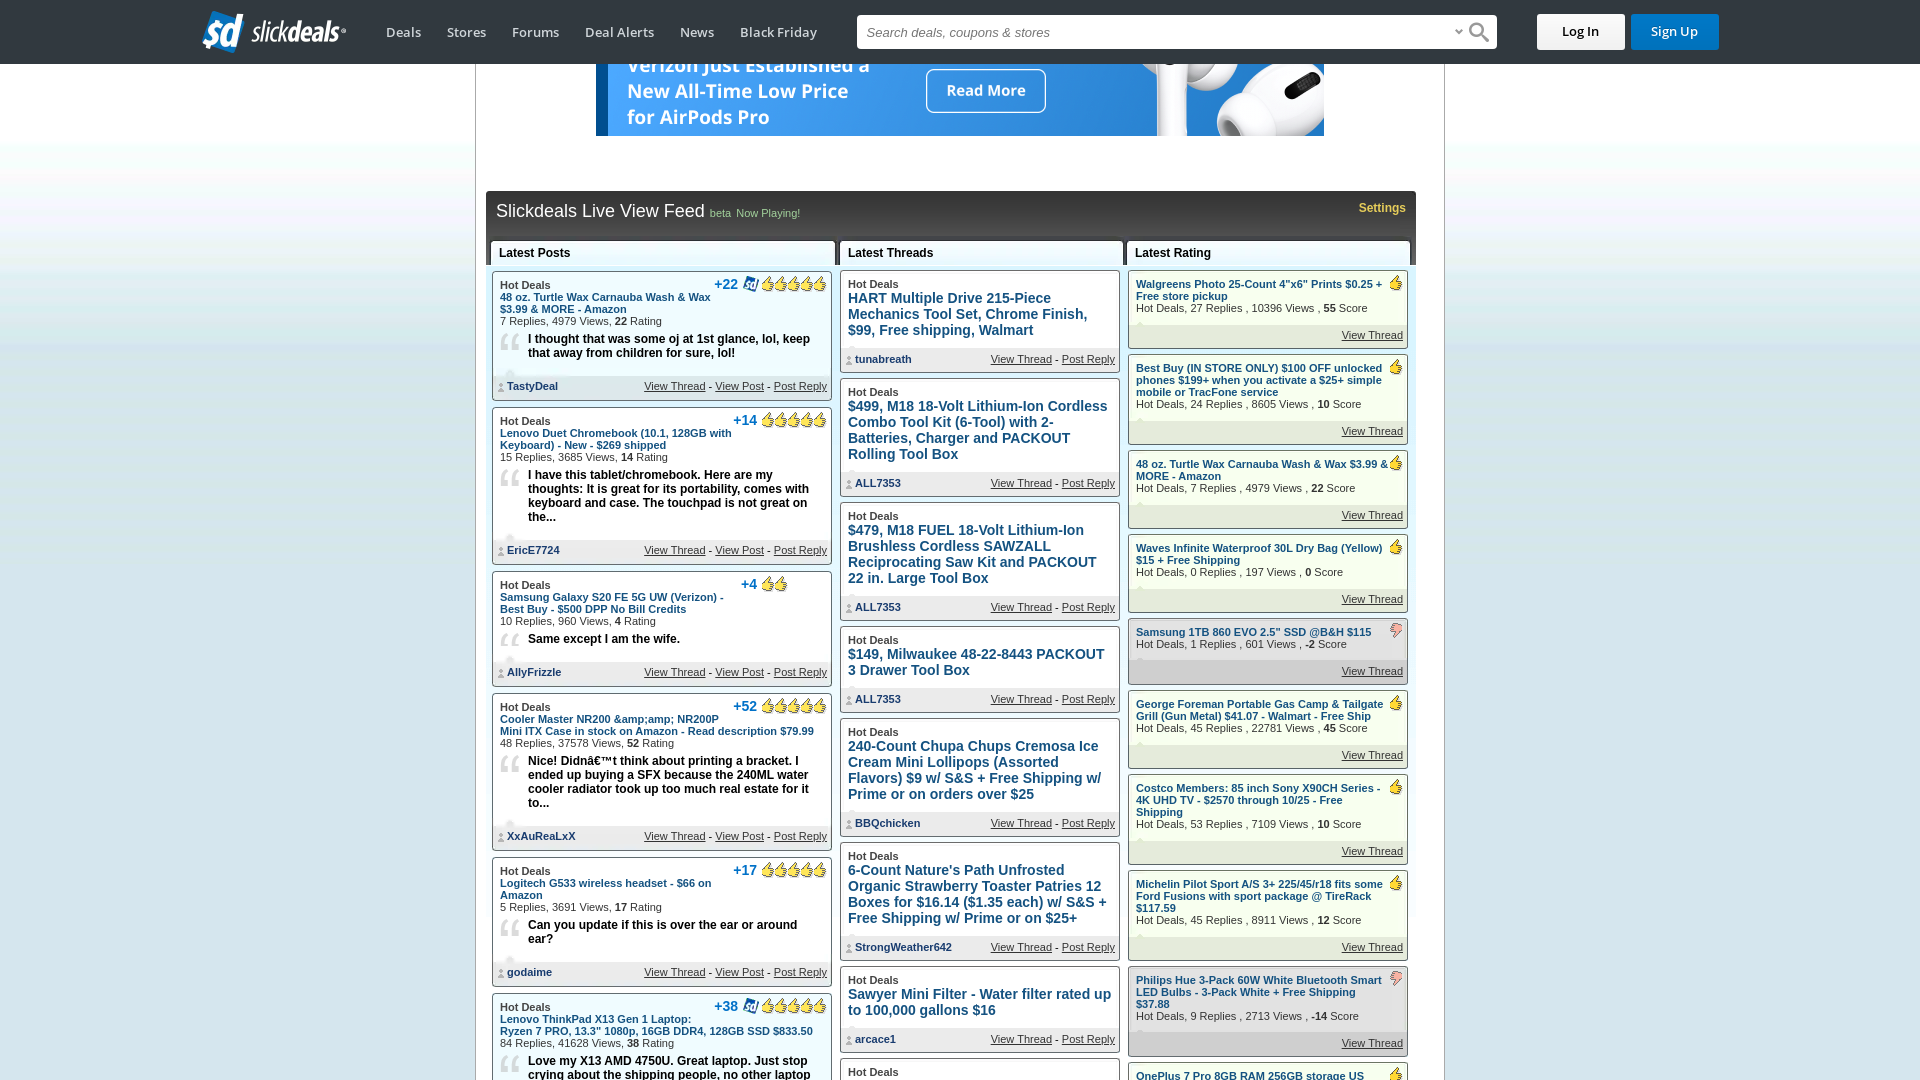 slickdeals
Deals Stores Forums Deal Alerts News Black Friday
Search deals, coupons & stores
Log In Sign Up
Verizon Just Established a
New All-Time Low Price
for AirPods Pro
Read More
Slickdeals Live View Feed beta Now Playing!
Settings
Latest Posts
Hot Deals +22
48 oz. Turtle Wax Carnauba Wash & Wax
$3.99 & MORE - Amazon
7 Replies, 4979 Views, 22 Rating
I thought that was some oj at 1st glance, lol, keep
that away from children for sure, lol!
TastyDeal View Thread - View Post - Post Reply
Hot Deals +14
Lenovo Duet Chromebook (10.1, 128GB with
Keyboard) - New - $269 shipped
15 Replies, 3685 Views, 14 Rating
I have this tablet/chromebook. Here are my
thoughts: It is great for its portability, comes with
keyboard and case. The touchpad is not great on
the...
EricE7724 View Thread - View Post - Post Reply
Hot Deals +4
Samsung Galaxy S20 FE 5G UW (Verizon) -
Best Buy - $500 DPP No Bill Credits
10 Replies, 960 Views, 4 Rating
Same except I am the wife.
AllyFrizzle View Thread - View Post - Post Reply
Hot Deals +52
Cooler Master NR200 &amp;amp; NR200P
Mini ITX Case in stock on Amazon - Read description $79.99
48 Replies, 37578 Views, 52 Rating
Nice! Didnâ€™t think about printing a bracket. I
ended up buying a SFX because the 240ML water
cooler radiator took up too much real estate for it
to...
XxAuReaLxX View Thread - View Post - Post Reply
Hot Deals +17
Logitech G533 wireless headset - $66 on
Amazon
5 Replies, 3691 Views, 17 Rating
Can you update if this is over the ear or around
ear?
godaime View Thread - View Post - Post Reply
Hot Deals +38
Lenovo ThinkPad X13 Gen 1 Laptop:
Ryzen 7 PRO, 13.3" 1080p, 16GB DDR4, 128GB SSD $833.50
84 Replies, 41628 Views, 38 Rating
Love my X13 AMD 4750U. Great laptop. Just stop
crying about the shipping people, no other laptop
Latest Threads
Hot Deals
HART Multiple Drive 215-Piece
Mechanics Tool Set, Chrome Finish,
$99, Free shipping, Walmart
tunabreath View Thread - Post Reply
Hot Deals
$499, M18 18-Volt Lithium-Ion Cordless
Combo Tool Kit (6-Tool) with 2-
Batteries, Charger and PACKOUT
Rolling Tool Box
ALL7353 View Thread - Post Reply
Hot Deals
$479, M18 FUEL 18-Volt Lithium-Ion
Brushless Cordless SAWZALL
Reciprocating Saw Kit and PACKOUT
22 in. Large Tool Box
ALL7353 View Thread - Post Reply
Hot Deals
$149, Milwaukee 48-22-8443 PACKOUT
3 Drawer Tool Box
ALL7353 View Thread - Post Reply
Hot Deals
240-Count Chupa Chups Cremosa Ice
Cream Mini Lollipops (Assorted
Flavors) $9 w/ S&S + Free Shipping w/
Prime or on orders over $25
BBQchicken View Thread - Post Reply
Hot Deals
6-Count Nature's Path Unfrosted
Organic Strawberry Toaster Patries 12
Boxes for $16.14 ($1.35 each) w/ S&S +
Free Shipping w/ Prime or on $25+
StrongWeather642 View Thread - Post Reply
Hot Deals
Sawyer Mini Filter - Water filter rated up
to 100,000 gallons $16
arcace1 View Thread - Post Reply
Hot Deals
Latest Rating
Walgreens Photo 25-Count 4"x6" Prints $0.25 +
Free store pickup
Hot Deals, 27 Replies , 10396 Views , 55 Score
View Thread
Best Buy (IN STORE ONLY) $100 OFF unlocked
phones $199+ when you activate a $25+ simple
mobile or TracFone service
Hot Deals, 24 Replies , 8605 Views , 10 Score
View Thread
48 oz. Turtle Wax Carnauba Wash & Wax $3.99 &
MORE - Amazon
Hot Deals, 7 Replies , 4979 Views , 22 Score
View Thread
Waves Infinite Waterproof 30L Dry Bag (Yellow)
$15 + Free Shipping
Hot Deals, 0 Replies , 197 Views , 0 Score
View Thread
Samsung 1TB 860 EVO 2.5" SSD @B&H $115
Hot Deals, 1 Replies , 601 Views , -2 Score
View Thread
George Foreman Portable Gas Camp & Tailgate
Grill (Gun Metal) $41.07 - Walmart - Free Ship
Hot Deals, 45 Replies , 22781 Views , 45 Score
View Thread
Costco Members: 85 inch Sony X90CH Series -
4K UHD TV - $2570 through 10/25 - Free
Shipping
Hot Deals, 53 Replies , 7109 Views , 10 Score
View Thread
Michelin Pilot Sport A/S 3+ 225/45/r18 fits some
Ford Fusions with sport package @ TireRack
$117.59
Hot Deals, 45 Replies , 8911 Views , 12 Score
View Thread
Philips Hue 3-Pack 60W White Bluetooth Smart
LED Bulbs - 3-Pack White + Free Shipping
$37.88
Hot Deals, 9 Replies , 2713 Views , -14 Score
View Thread
OnePlus 7 Pro 8GB RAM 256GB storage US